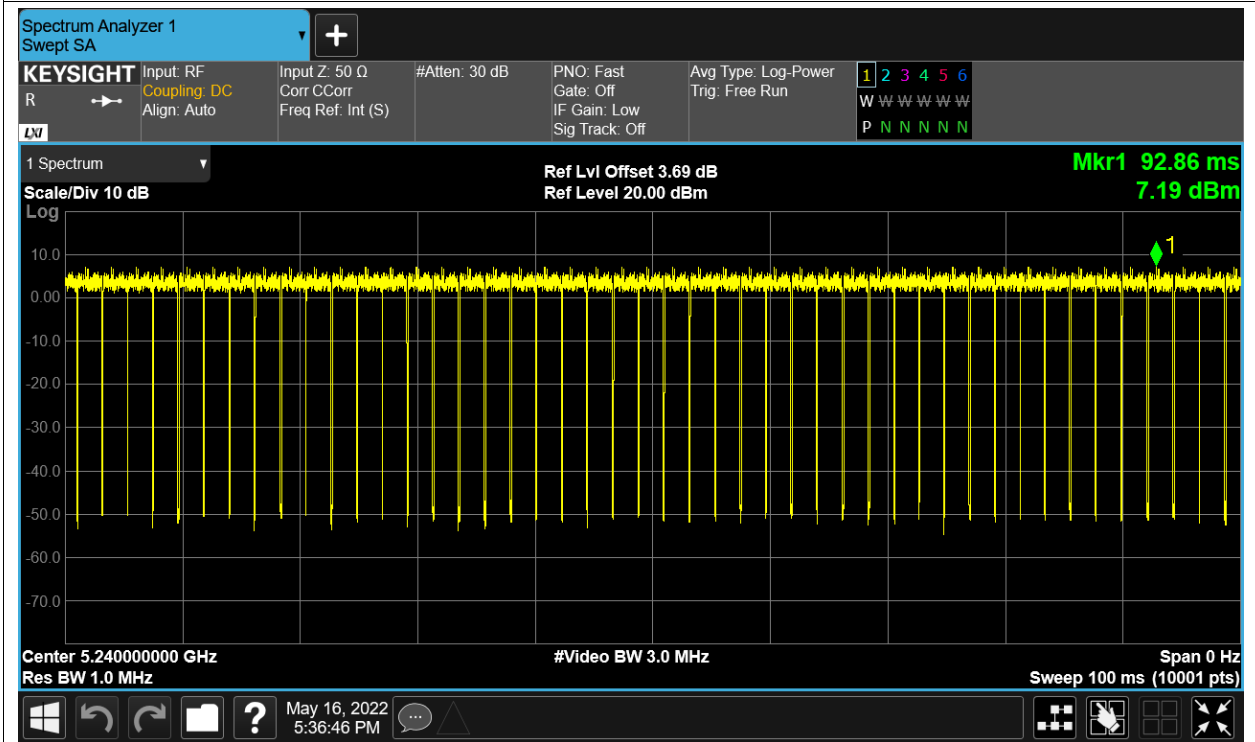 Spectrum Analyzer 1
Swept SA
+
KEYSIGHT
R
LXI
Input: RF
Coupling: DC
Align: Auto
Input Z: 50 Ω
Corr CCorr
Freq Ref: Int (S)
#Atten: 30 dB
PNO: Fast
Gate: Off
IF Gain: Low
Sig Track: Off
Avg Type: Log-Power
Trig: Free Run
1 2 3 4 5 6
W W W W W W
P N N N N N
1 Spectrum
Scale/Div 10 dB
Log
Ref Lvl Offset 3.69 dB
Ref Level 20.00 dBm
Mkr1 92.86 ms
7.19 dBm
1
10.0
0.00
-10.0
-20.0
-30.0
-40.0
-50.0
-60.0
-70.0
Center 5.240000000 GHz
Res BW 1.0 MHz
#Video BW 3.0 MHz
Span 0 Hz
Sweep 100 ms (10001 pts)
?
May 16, 2022
5:36:46 PM